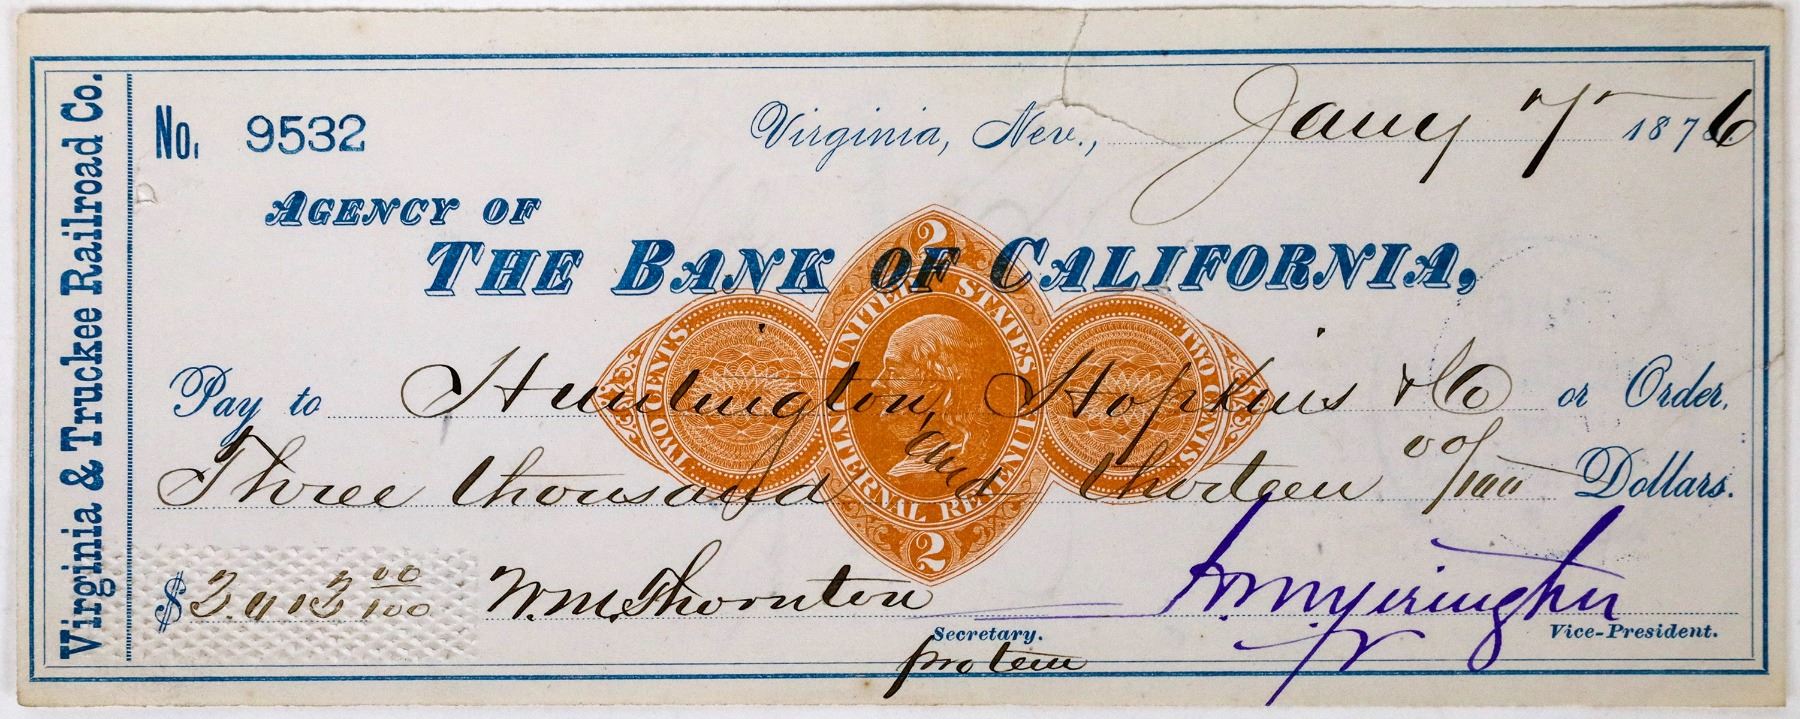 Virginia & Truckee Railroad Co.
No. 9532
Virginia, Nev., Jany 7 1876
AGENCY OF
THE BANK OF CALIFORNIA,
2
UNITED STATES
INTERNAL REVENUE
TWO CENTS
TWO CENTS
2
Pay to Huntington, Hopkins & Co or Order,
Three thousand and thirteen 00/100 Dollars.
$3,013 00/100
W.M. Thornton
Secretary.
pro tem
Vice-President.